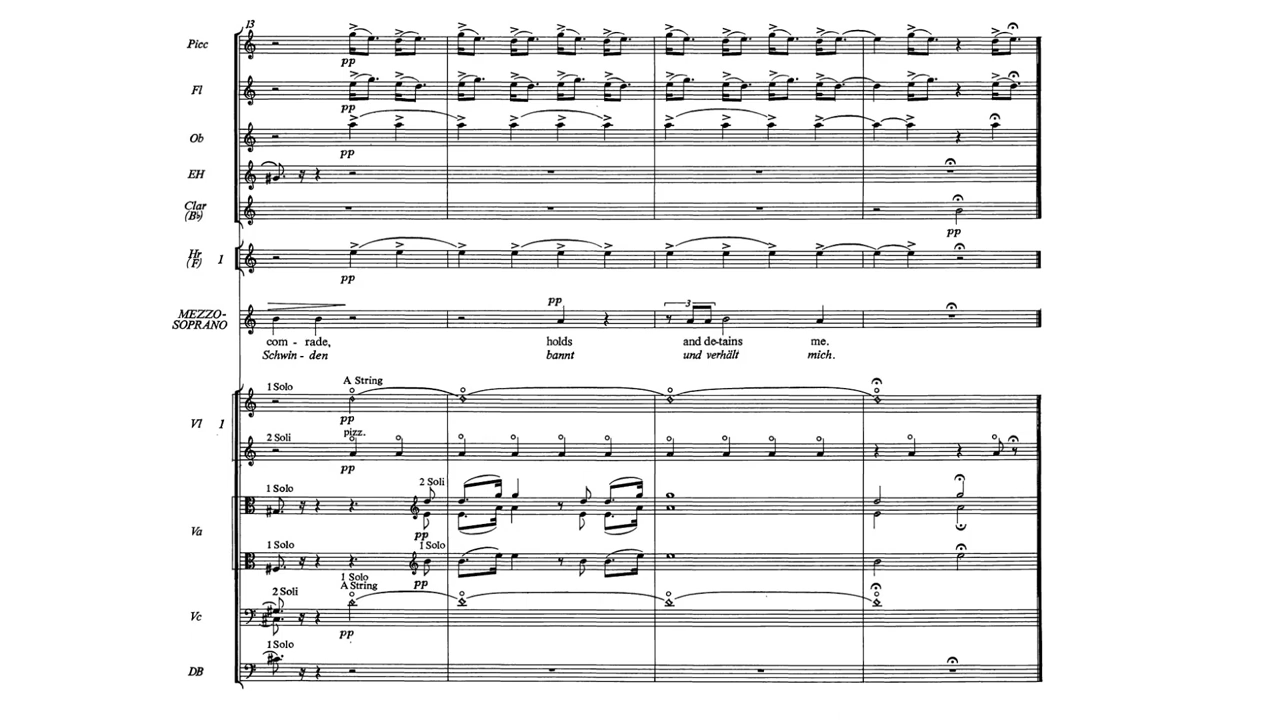 13
Picc
pp
Fl
pp
Ob
pp
EH
Clar
(B♭)
pp
Hr
(F) 1
pp
MEZZO-
SOPRANO
pp
3
com - rade, holds and de-tains me.
Schwin - den bannt und verhält mich.
1 Solo
A String
Vl 1
pp
2 Soli
pizz.
pp
1 Solo
2 Soli
Va
pp
1 Solo
1 Solo
pp
1 Solo
A String
2 Soli
Vc
pp
1 Solo
DB